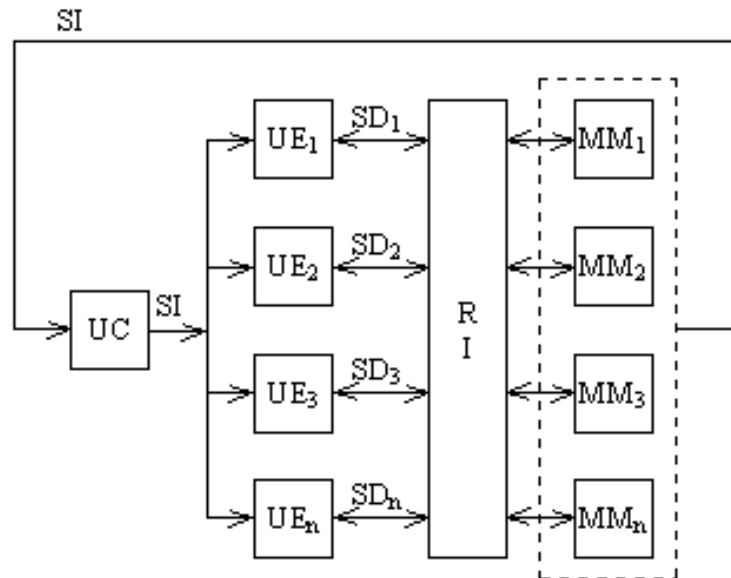 SI
UE₁ SD₁ MM₁
UE₂ SD₂ MM₂
SI
UC
R
I
UE₃ SD₃ MM₃
UEₙ SDₙ MMₙ